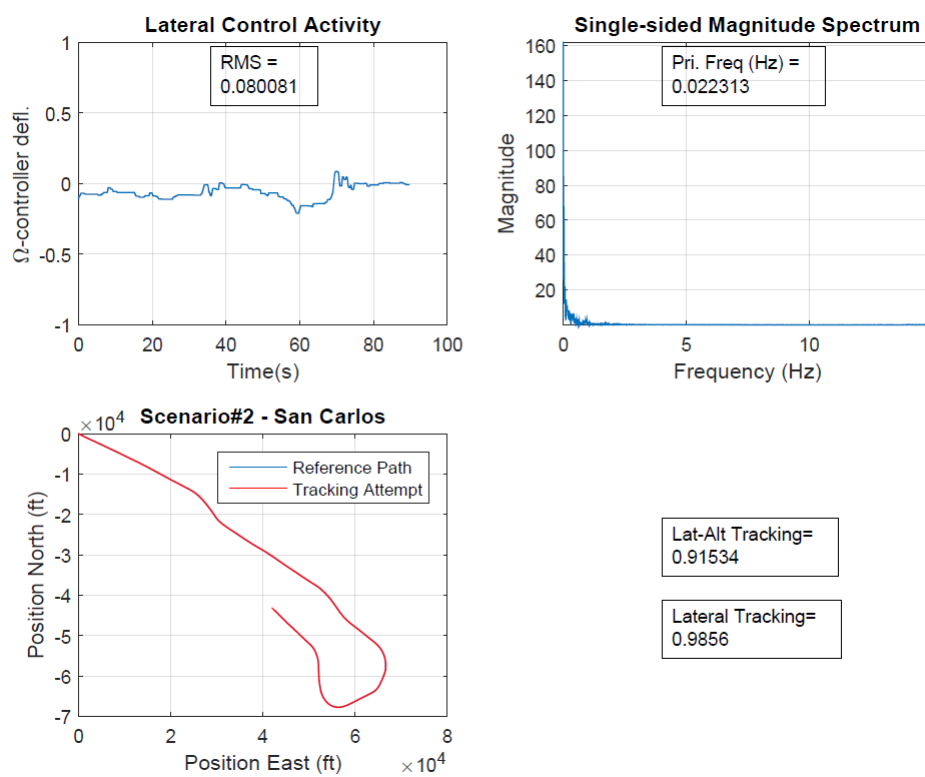 Lateral Control Activity
1
0.5
0
-0.5
-1
Ω-controller defl.
RMS =
0.080081
0
20
40
60
80
100
Time(s)
Single-sided Magnitude Spectrum
160
140
120
100
80
60
40
20
Magnitude
Pri. Freq (Hz) =
0.022313
0
5
10
Frequency (Hz)
Scenario#2 - San Carlos
×10⁴
0
-1
-2
-3
-4
-5
-6
-7
Position North (ft)
Reference Path
Tracking Attempt
0
2
4
6
8
×10⁴
Position East (ft)
Lat-Alt Tracking=
0.91534
Lateral Tracking=
0.9856